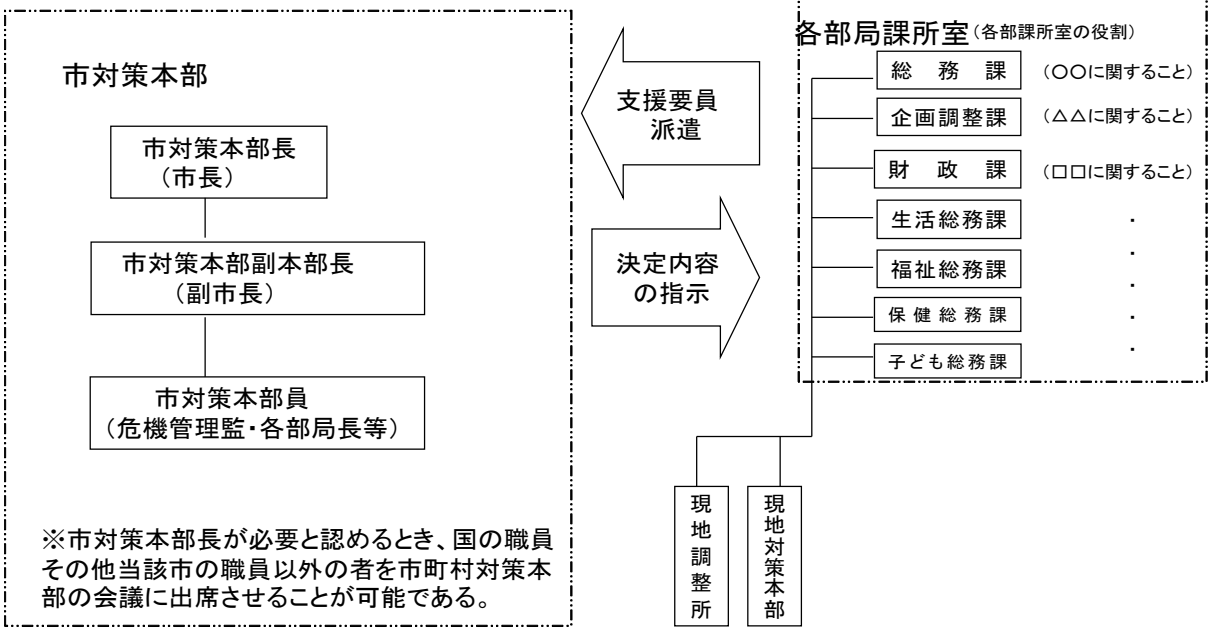 市対策本部
市対策本部長
（市長）
市対策本部副本部長
（副市長）
市対策本部員
（危機管理監・各部局長等）
※市対策本部長が必要と認めるとき、国の職員
その他当該市の職員以外の者を市町村対策本
部の会議に出席させることが可能である。
支援要員
派遣
決定内容
の指示
各部局課所室（各部課所室の役割）
総務課 （〇〇に関すること）
企画調整課 （△△に関すること）
財政課 （□□に関すること）
生活総務課 ・
福祉総務課 ・
・
保健総務課 ・
子ども総務課 ・
現地調整所
現地対策本部